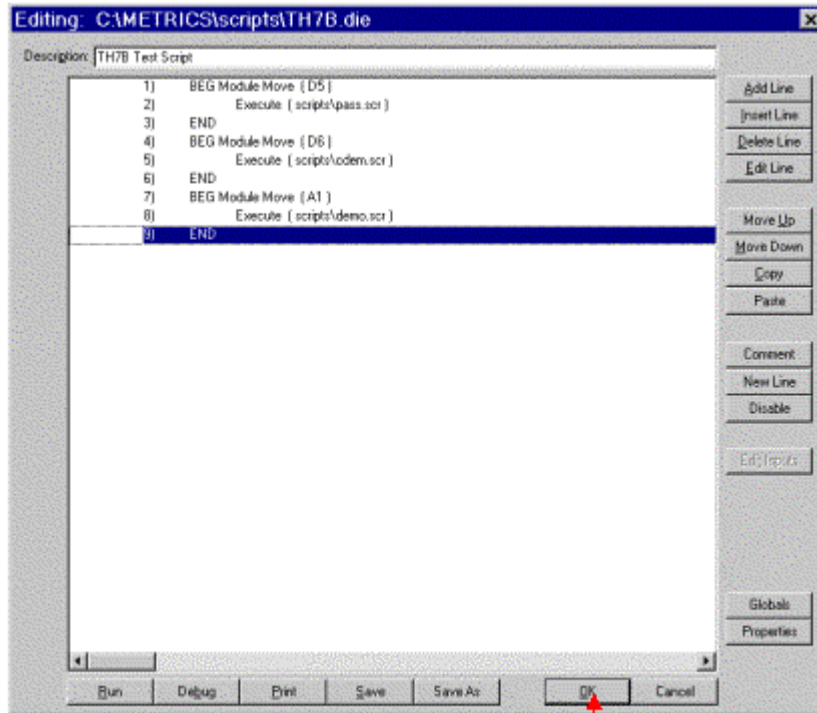 Editing: C:\METRICS\scripts\TH7B.die
Description: TH7B Test Script
1) BEG Module Move ( D5 )
2) Execute ( scripts\pass.scr )
3) END
4) BEG Module Move ( D6 )
5) Execute ( scripts\odem.scr )
6) END
7) BEG Module Move ( A1 )
8) Execute ( scripts\demo.scr )
9) END
Add Line
Insert Line
Delete Line
Edit Line
Move Up
Move Down
Copy
Paste
Comment
New Line
Disable
Edit Inputs
Globals
Properties
Run Debug Print Save Save As OK Cancel